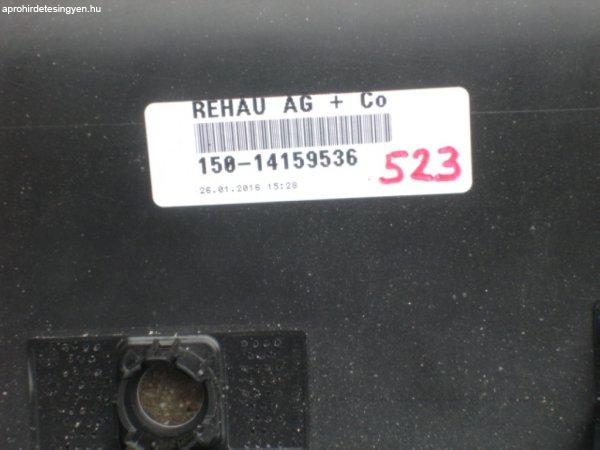 aprohirdetesingyen.hu
REHAU AG + Co
150-14159536
523
26.01.2016 15:28